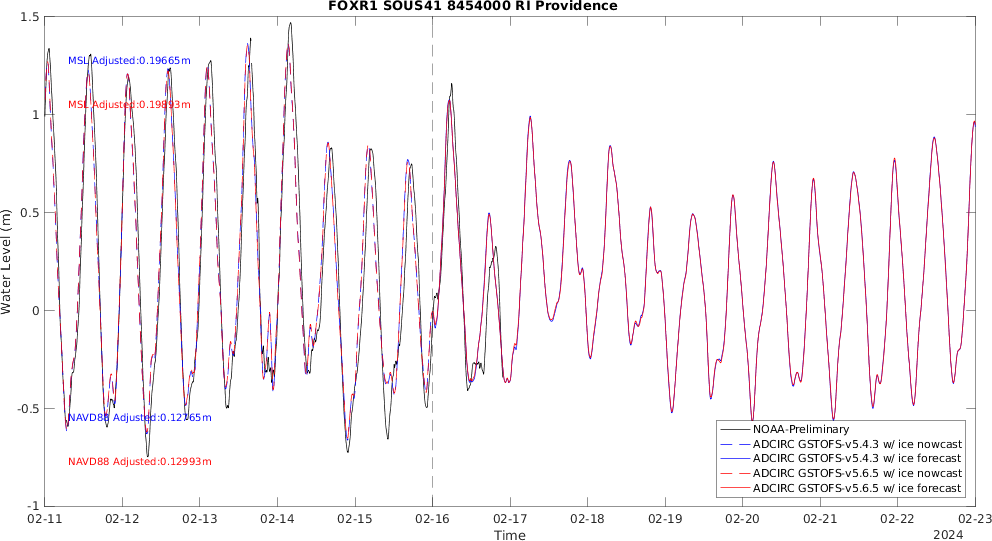 FOXR1 SOUS41 8454000 RI Providence
1.5
1
0.5
0
-0.5
-1
Water Level (m)
MSL Adjusted:0.19665m
MSL Adjusted:0.19893m
NAVD88 Adjusted:0.12765m
NAVD88 Adjusted:0.12993m
NOAA-Preliminary
ADCIRC GSTOFS-v5.4.3 w/ ice nowcast
ADCIRC GSTOFS-v5.4.3 w/ ice forecast
ADCIRC GSTOFS-v5.6.5 w/ ice nowcast
ADCIRC GSTOFS-v5.6.5 w/ ice forecast
02-11 02-12 02-13 02-14 02-15 02-16 02-17 02-18 02-19 02-20 02-21 02-22 02-23
Time
2024